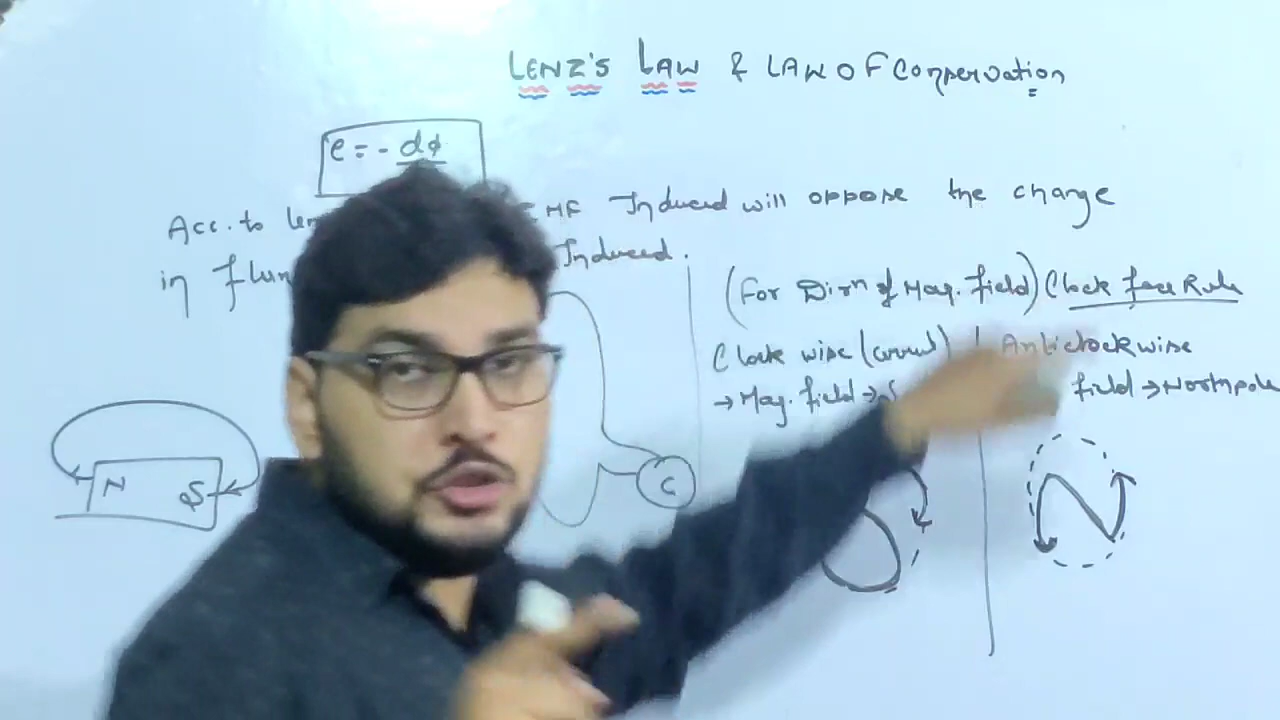 LENZ'S LAW & LAW OF Conservation
e = - dφ
Acc. to EMF Induced will oppose the change
in Induced.
(For Dirn of Mag. field) Clock face Rule
Clock wise Anticlockwise
→ Mag. field → field → North pole
N S G N